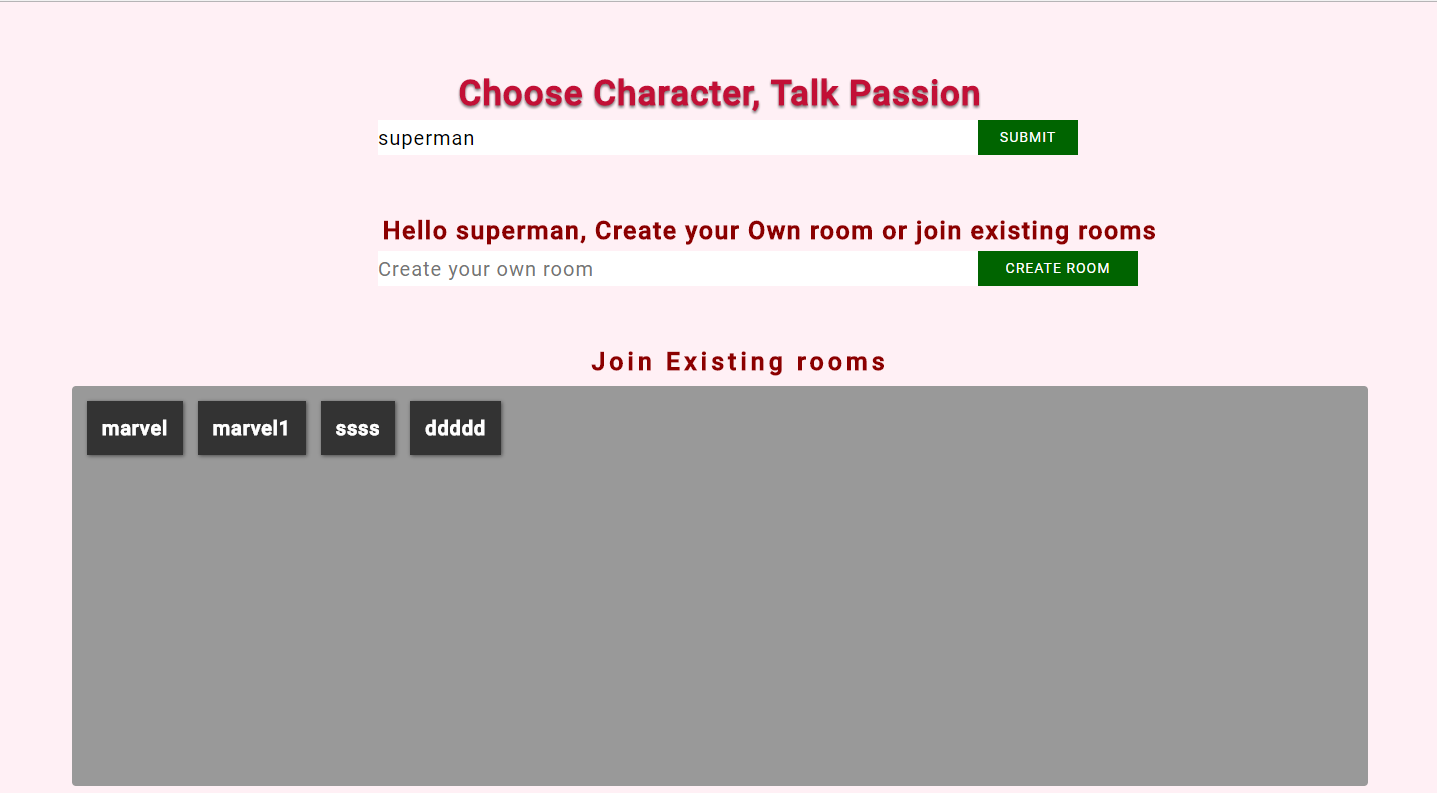 Choose Character, Talk Passion
superman SUBMIT
Hello superman, Create your Own room or join existing rooms
Create your own room CREATE ROOM
Join Existing rooms
marvel marvel1 ssss ddddd